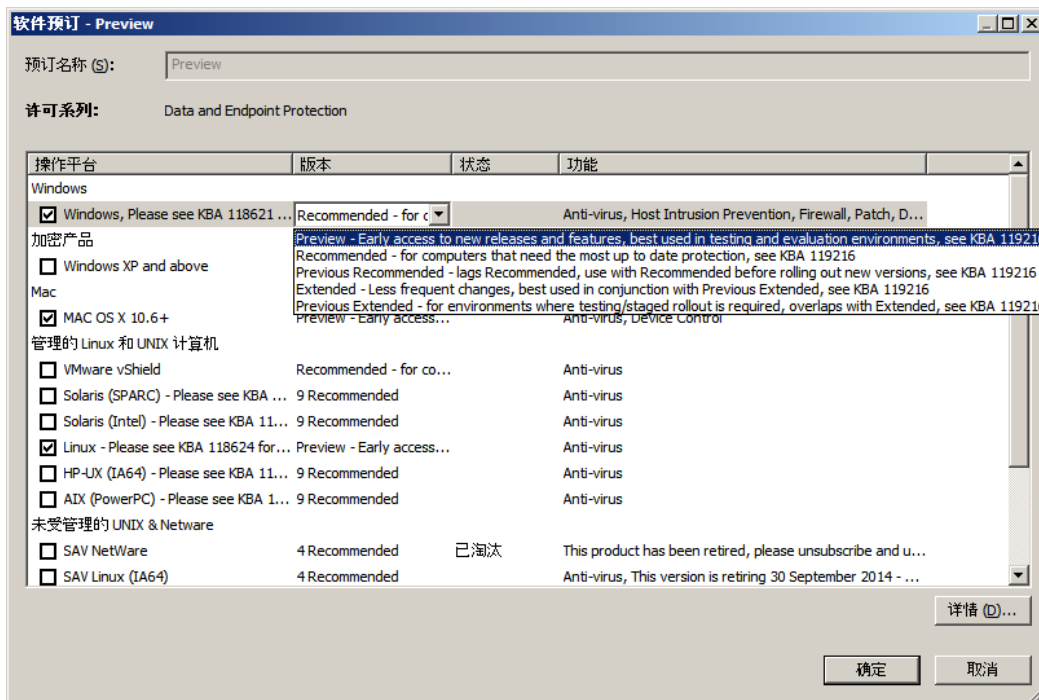 软件预订 - Preview
预订名称 (S):
Preview
许可系列:
Data and Endpoint Protection
操作平台 版本 状态 功能
Windows
Windows, Please see KBA 118621 ... Recommended - for c Anti-virus, Host Intrusion Prevention, Firewall, Patch, D...
Preview - Early access to new releases and features, best used in testing and evaluation environments, see KBA 119216
加密产品
Recommended - for computers that need the most up to date protection, see KBA 119216
Windows XP and above
Previous Recommended - lags Recommended, use with Recommended before rolling out new versions, see KBA 119216
Mac
Extended - Less frequent changes, best used in conjunction with Previous Extended, see KBA 119216
Previous Extended - for environments where testing/staged rollout is required, overlaps with Extended, see KBA 119216
MAC OS X 10.6+ Preview - Early access... Anti-virus, Device Control
管理的 Linux 和 UNIX 计算机
VMware vShield Recommended - for co... Anti-virus
Solaris (SPARC) - Please see KBA ... 9 Recommended Anti-virus
Solaris (Intel) - Please see KBA 11... 9 Recommended Anti-virus
Linux - Please see KBA 118624 for... Preview - Early access... Anti-virus
HP-UX (IA64) - Please see KBA 11... 9 Recommended Anti-virus
AIX (PowerPC) - Please see KBA 1... 9 Recommended Anti-virus
未受管理的 UNIX & Netware
SAV NetWare 4 Recommended 已淘汰 This product has been retired, please unsubscribe and u...
SAV Linux (IA64) 4 Recommended Anti-virus, This version is retiring 30 September 2014 - ...
详情 (D)...
确定 取消